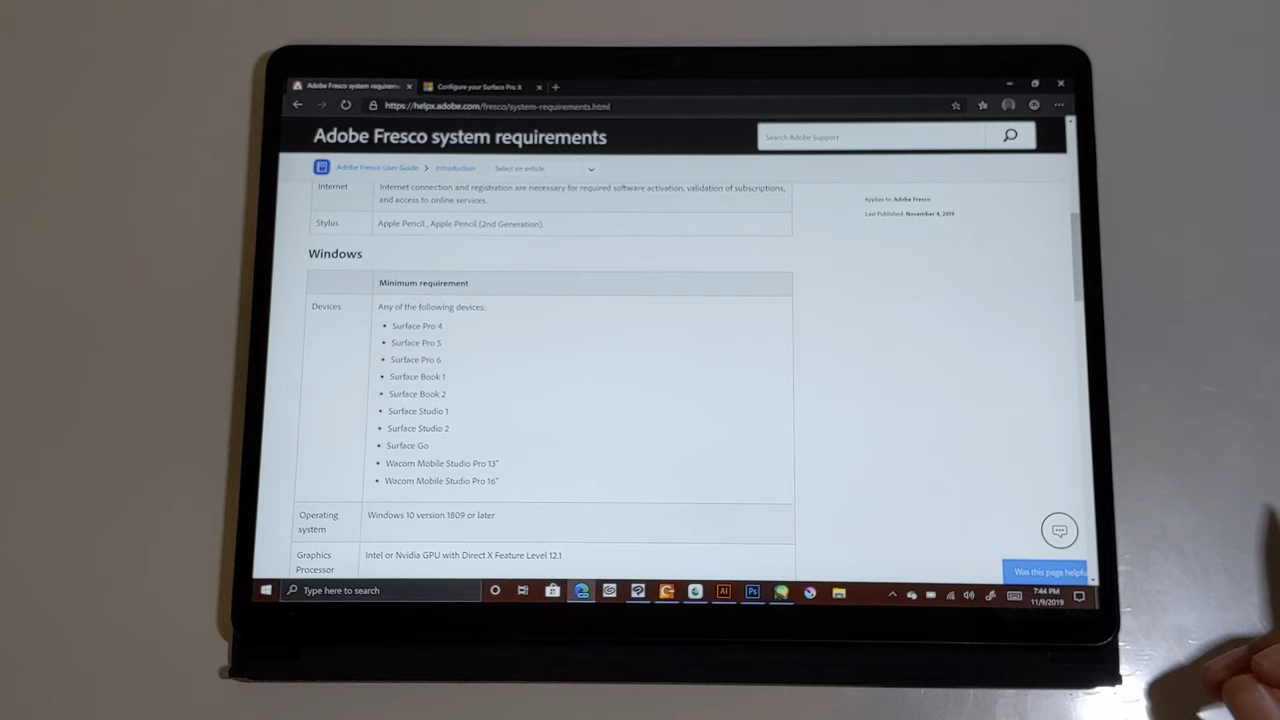 Adobe Fresco system requirem
Configure your Surface Pro X
https://helpx.adobe.com/fresco/system-requirements.html
Adobe Fresco system requirements
Search Adobe Support
Adobe Fresco User Guide > Introduction Select an article:
Internet
Internet connection and registration are necessary for required software activation, validation of subscriptions,
and access to online services.
Applies to: Adobe Fresco
Last Published: November 4, 2019
Stylus
Apple Pencil , Apple Pencil (2nd Generation)
Windows
Minimum requirement
Devices
Any of the following devices:
• Surface Pro 4
• Surface Pro 5
• Surface Pro 6
• Surface Book 1
• Surface Book 2
• Surface Studio 1
• Surface Studio 2
• Surface Go
• Wacom Mobile Studio Pro 13"
• Wacom Mobile Studio Pro 16"
Operating
system
Windows 10 version 1809 or later
Graphics
Processor
Intel or Nvidia GPU with Direct X Feature Level 12.1
Was this page helpfu
Type here to search
Ai
Ps
7:44 PM
11/9/2019